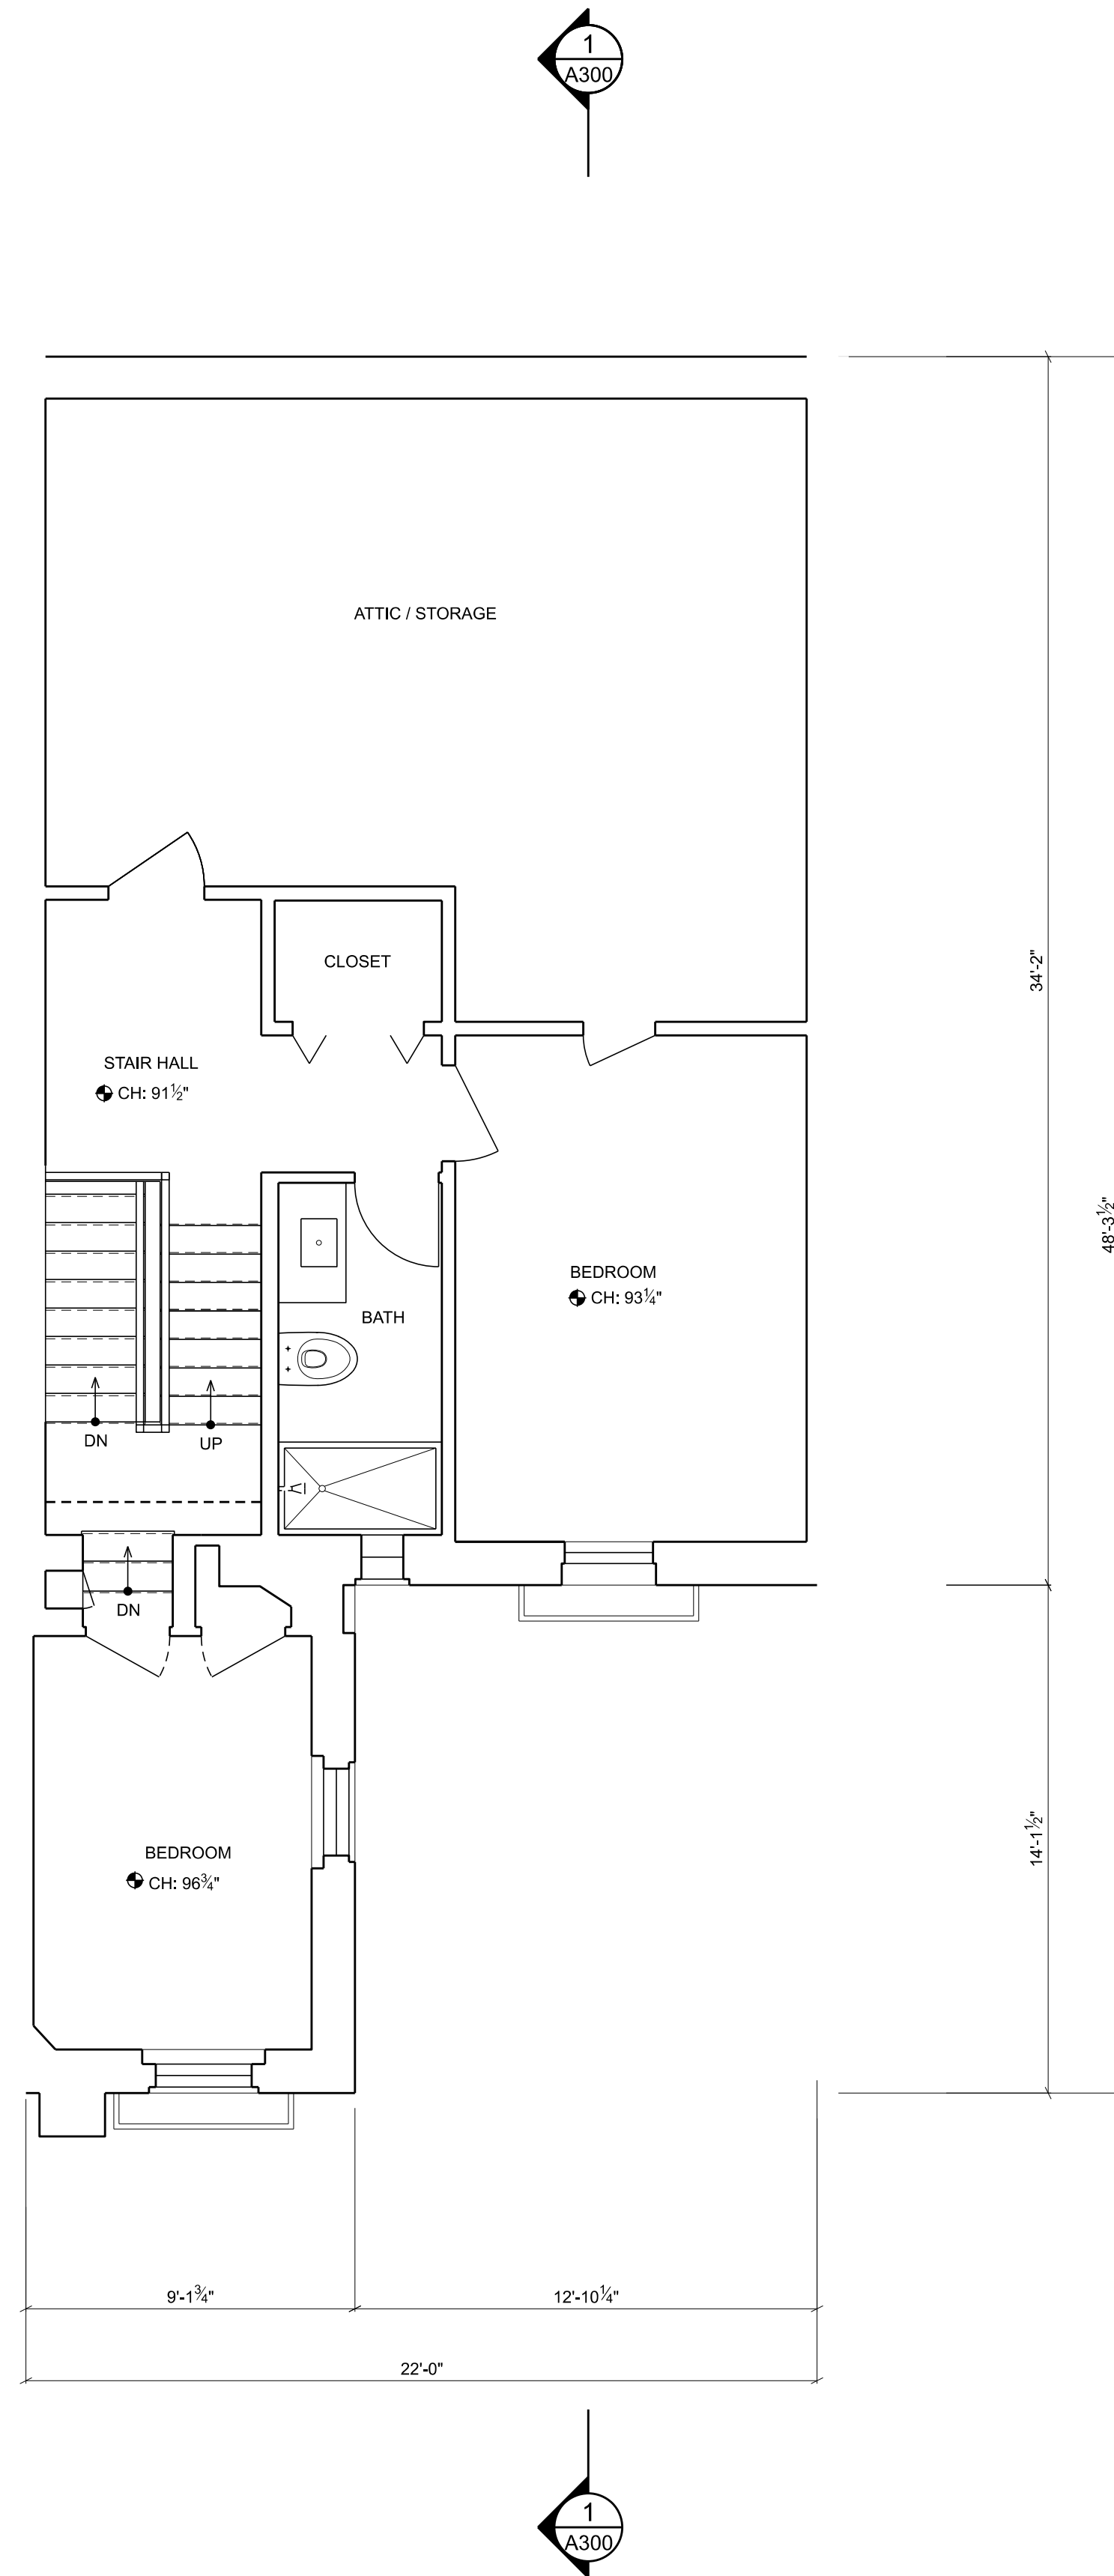 1
A300
ATTIC / STORAGE
CLOSET
34'-2"
STAIR HALL
CH: 91½"
48'-3½"
BEDROOM
CH: 93¼"
BATH
DN
UP
DN
14'-1½"
BEDROOM
CH: 96¾"
9'-1¾"
12'-10¼"
22'-0"
1
A300